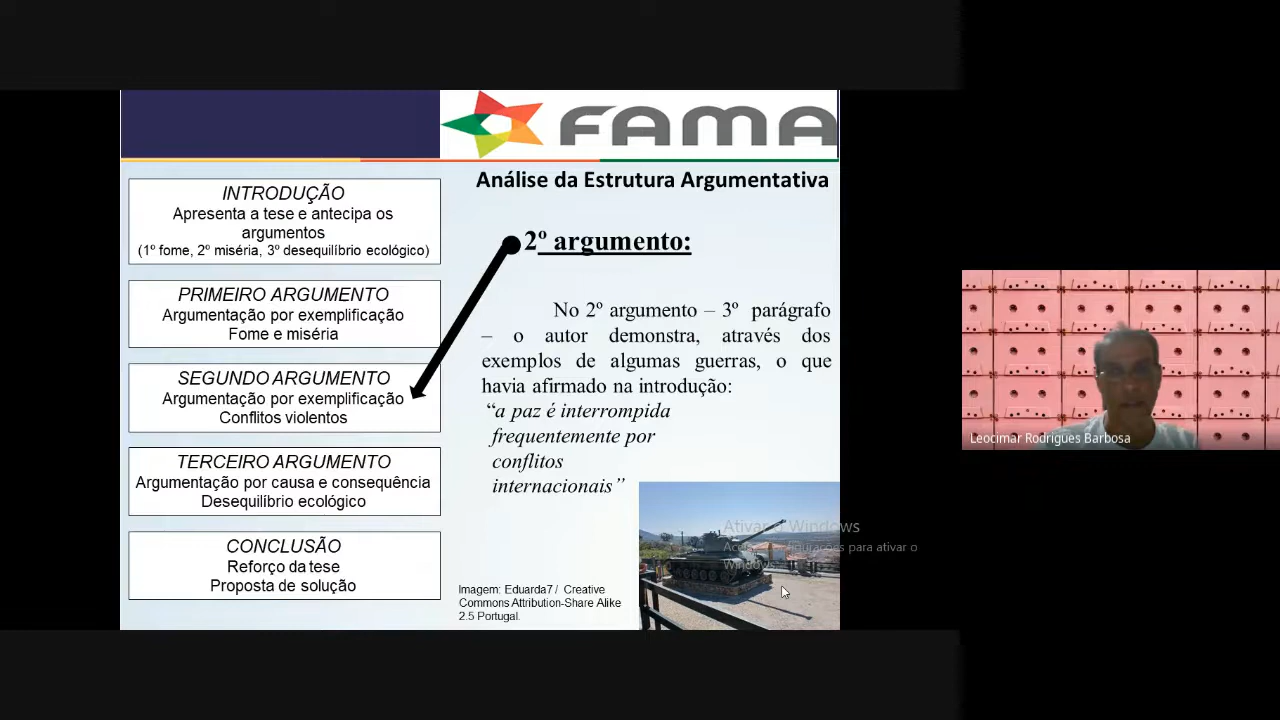 FAMA
Análise da Estrutura Argumentativa
INTRODUÇÃO
Apresenta a tese e antecipa os
argumentos
(1º fome, 2º miséria, 3º desequilíbrio ecológico)
PRIMEIRO ARGUMENTO
Argumentação por exemplificação
Fome e miséria
SEGUNDO ARGUMENTO
Argumentação por exemplificação
Conflitos violentos
TERCEIRO ARGUMENTO
Argumentação por causa e consequência
Desequilíbrio ecológico
CONCLUSÃO
Reforço da tese
Proposta de solução
2º argumento:
No 2º argumento – 3º parágrafo
– o autor demonstra, através dos
exemplos de algumas guerras, o que
havia afirmado na introdução:
“a paz é interrompida
frequentemente por
conflitos
internacionais”
Imagem: Eduarda7 / Creative
Commons Attribution-Share Alike
2.5 Portugal.
Ativar o Windows
para ativar o
Windows.
Leocimar Rodrigues Barbosa